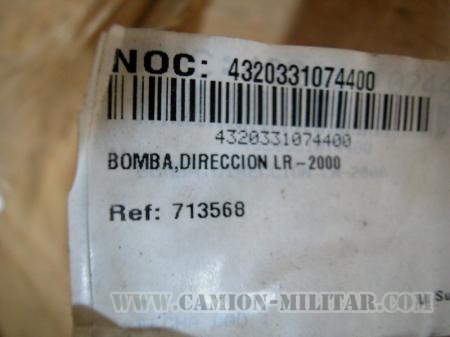 NOC: 4320331074400
4320331074400
BOMBA,DIRECCION LR-2000
Ref: 713568
WWW.CAMION-MILITAR.COM